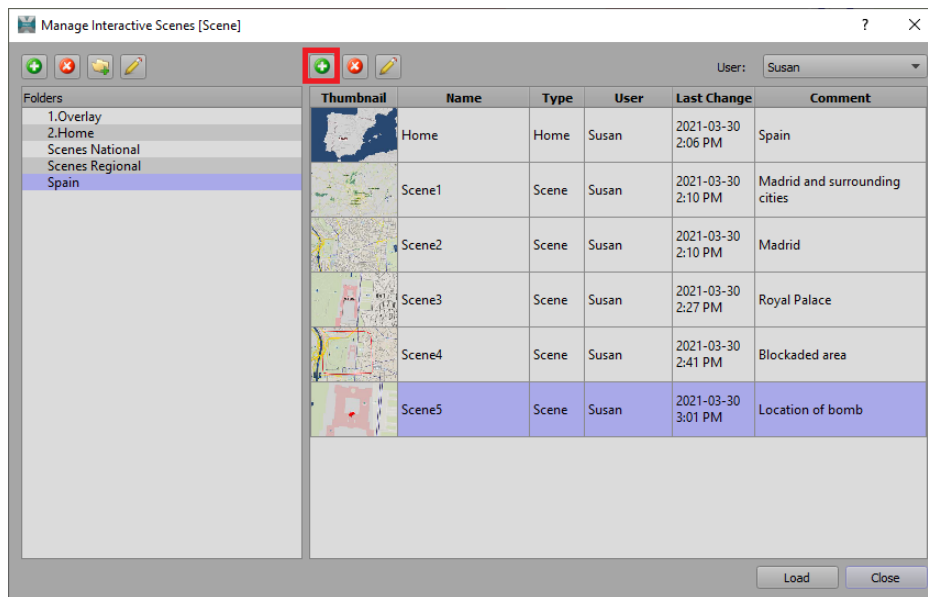 Manage Interactive Scenes [Scene]
User: Susan
Folders
1.Overlay
2.Home
Scenes National
Scenes Regional
Spain
Thumbnail Name Type User Last Change Comment
Home Home Susan 2021-03-30 2:06 PM Spain
Scene1 Scene Susan 2021-03-30 2:10 PM Madrid and surrounding cities
Scene2 Scene Susan 2021-03-30 2:10 PM Madrid
Scene3 Scene Susan 2021-03-30 2:27 PM Royal Palace
Scene4 Scene Susan 2021-03-30 2:41 PM Blockaded area
Scene5 Scene Susan 2021-03-30 3:01 PM Location of bomb
Load Close